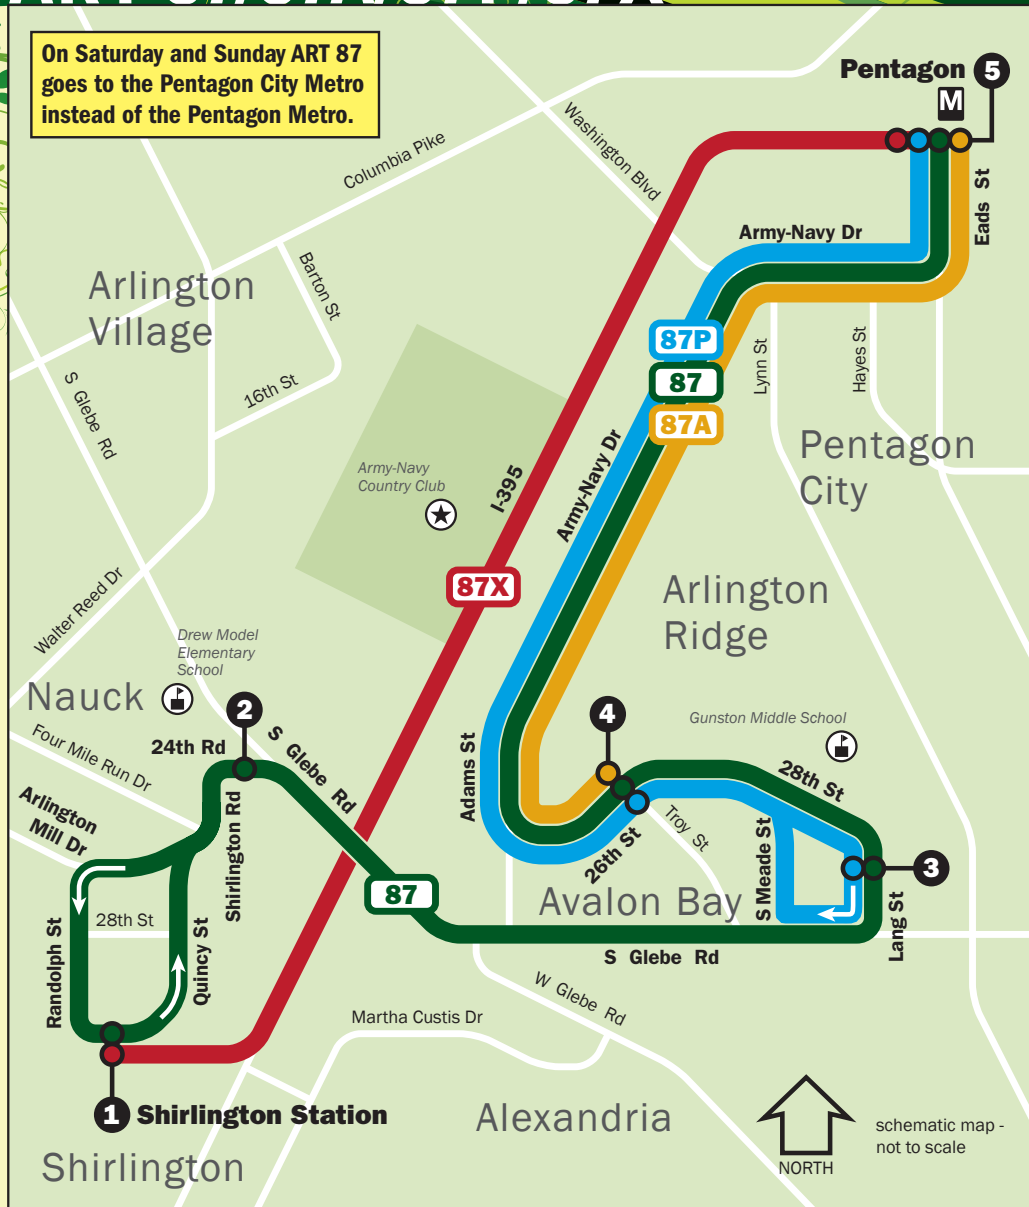 On Saturday and Sunday ART 87
goes to the Pentagon City Metro
instead of the Pentagon Metro.
Pentagon 5
M
Columbia Pike
Washington Blvd
Eads St
Army-Navy Dr
Arlington
Village
Barton St
87P
87
87A
Lynn St
Hayes St
S Glebe Rd
16th St
Pentagon
City
Army-Navy
Country Club
I-395
Army-Navy Dr
87X
Arlington
Ridge
Walter Reed Dr
Drew Model
Elementary
School
Nauck
2
4
Gunston Middle School
24th Rd
S Glebe Rd
Four Mile Run Dr
Adams St
28th St
Arlington
Mill Dr
Shirlington Rd
Troy St
26th St
S Meade St
3
87
Avalon Bay
28th St
Randolph St
Quincy St
Lang St
S Glebe Rd
W Glebe Rd
Martha Custis Dr
1 Shirlington Station
Alexandria
schematic map -
not to scale
NORTH
Shirlington